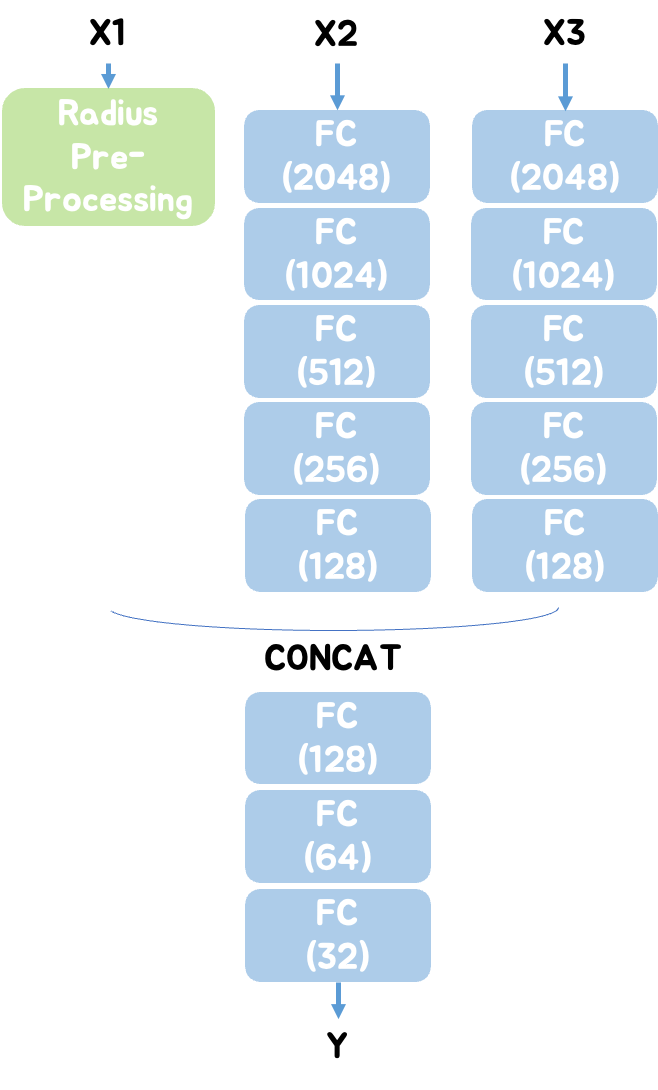 X1
Radius
Pre-
Processing
X2
FC
(2048)
FC
(1024)
FC
(512)
FC
(256)
FC
(128)
X3
FC
(2048)
FC
(1024)
FC
(512)
FC
(256)
FC
(128)
CONCAT
FC
(128)
FC
(64)
FC
(32)
Y